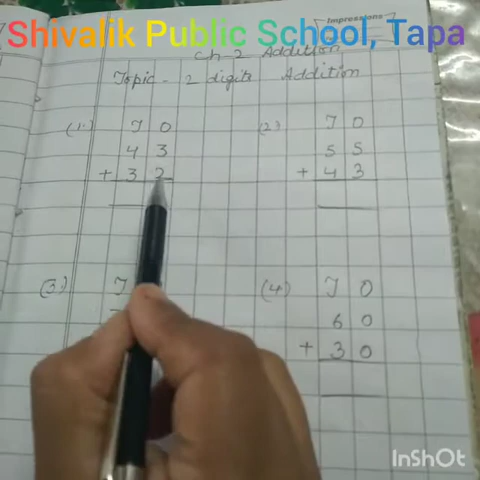 Impressions
Shivalik Public School, Tapa
Ch-2 Addition
Topic - 2 digits Addition
(1) T O
4 3
+ 3 2
(2) T O
5 5
+ 4 3
(3) T
(4) T O
6 0
+ 3 0
InShOt